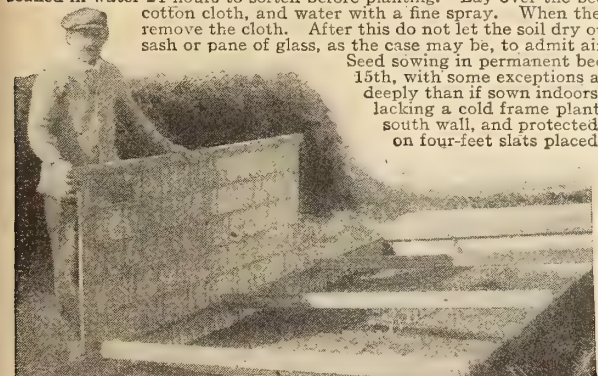 soaked in water 24 hours to soften before planting.
cotton cloth, and water with a fine spray. When the
remove the cloth. After this do not let the soil dry o
sash or pane of glass, as the case may be, to admit ai
Seed sowing in permanent be
15th, with some exceptions a
deeply than if sown indoors
lacking a cold frame plant
south wall, and protected
on four-feet slats placed